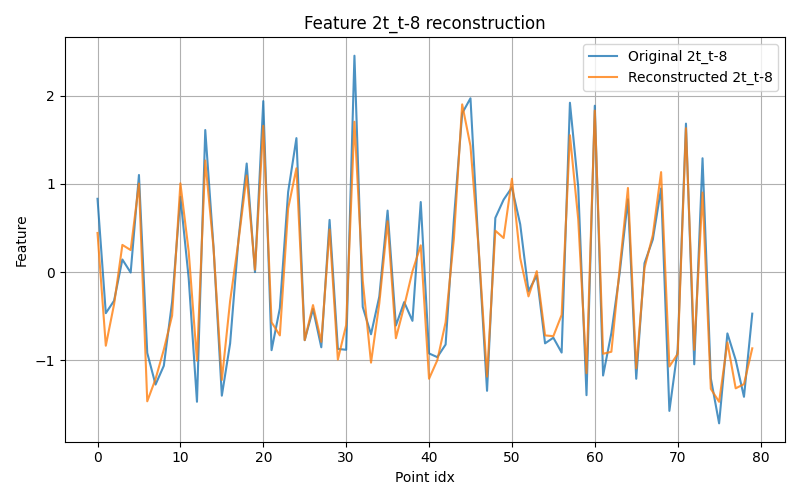 Feature 2t_t-8 reconstruction
Original 2t_t-8
Reconstructed 2t_t-8
Feature
2
1
0
−1
0 10 20 30 40 50 60 70 80
Point idx